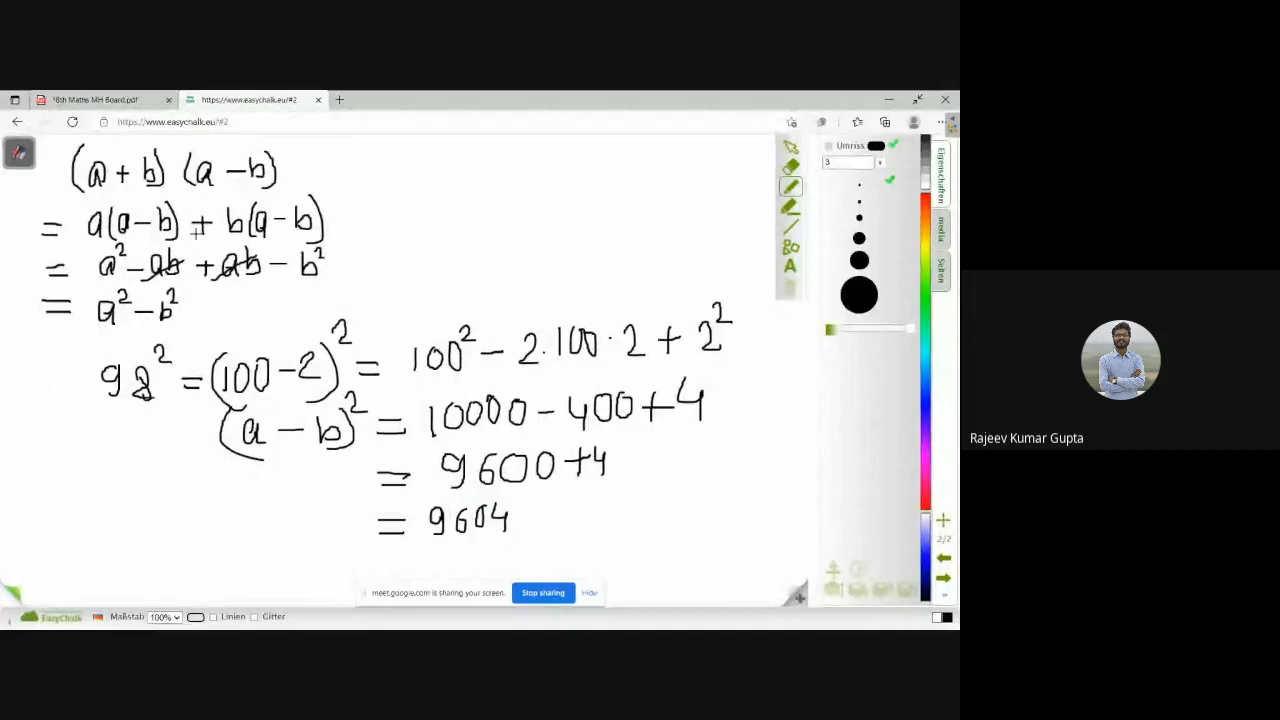 *8th Maths MH Board.pdf
https://www.easychalk.eu/#2
https://www.easychalk.eu/#2
(a + b) (a - b)
= a(a - b) + b(a - b)
= a² - ab + ab - b²
= a² - b²
98² = (100 - 2)² = 100² - 2.100.2 + 2²
(a - b)² = 10000 - 400 + 4
= 9600 + 4
= 9604
Umriss:
3
Eigenschaften
media
Seiten
2/2
meet.google.com is sharing your screen.
Stop sharing
Hide
EasyChalk
Maßstab 100%
Linien
Gitter
Rajeev Kumar Gupta